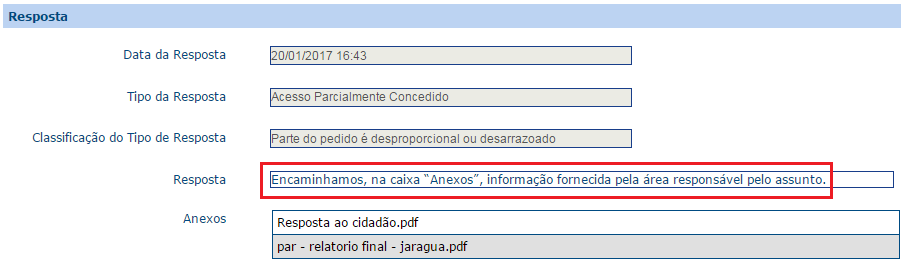 Resposta
Data da Resposta 20/01/2017 16:43
Tipo da Resposta Acesso Parcialmente Concedido
Classificação do Tipo de Resposta Parte do pedido é desproporcional ou desarrazoado
Resposta Encaminhamos, na caixa “Anexos”, informação fornecida pela área responsável pelo assunto.
Anexos Resposta ao cidadão.pdf
par - relatorio final - jaragua.pdf